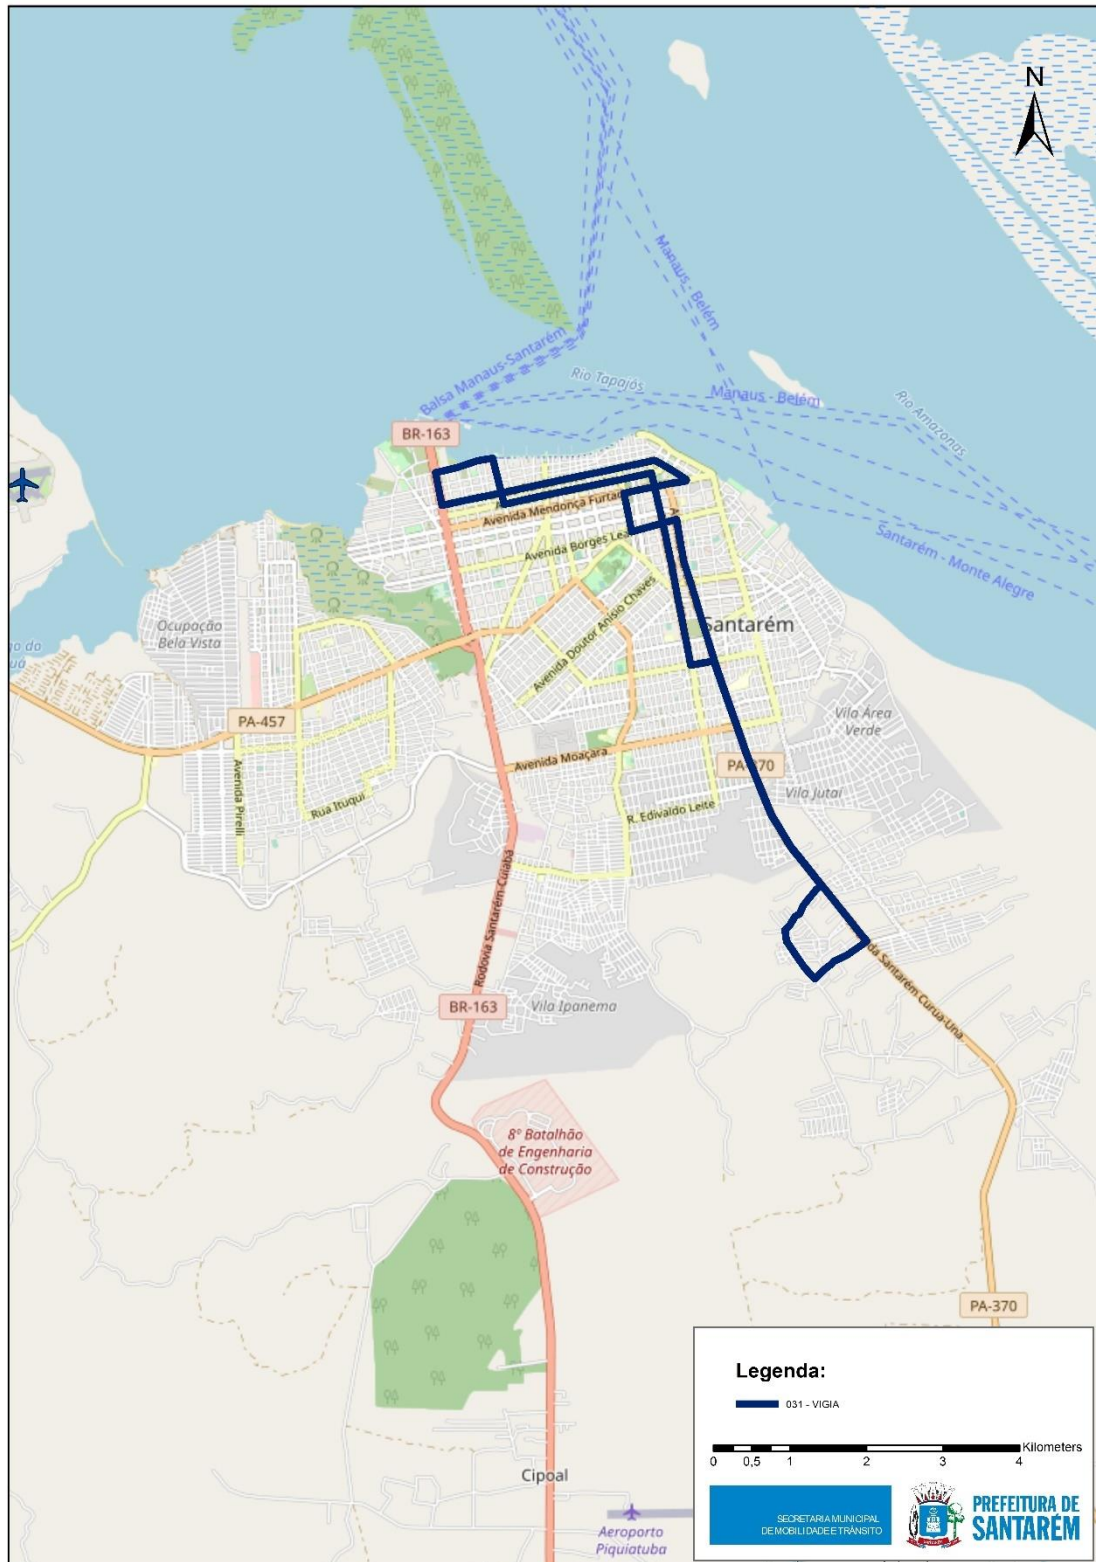 N
Manaus - Belém
Balsa Manaus-Santarém
Rio Tapajós
Manaus - Belém
Rio Amazonas
BR-163
Avenida Mendonça Furtad
Avenida Borges Lea
Santarém - Monte Alegre
Avenida Doutor Anísio Chaves
Santarém
Ocupação
Bela Vista
PA-457
Vila Área
Verde
Avenida Moaçara
PA-370
Vila Jutaí
Avenida Pirelli
Rua Ituqui
R. Edivaldo Leite
Rodovia Santarém-Cuiabá
da Santarém Curuá-Una
BR-163
Vila Ipanema
8º Batalhão
de Engenharia
de Construção
PA-370
Cipoal
Aeroporto
Piquiatuba
Legenda:
031 - VIGIA
Kilometers
0 0,5 1 2 3 4
SECRETARIA MUNICIPAL
DE MOBILIDADE E TRÂNSITO
PREFEITURA DE
SANTARÉM